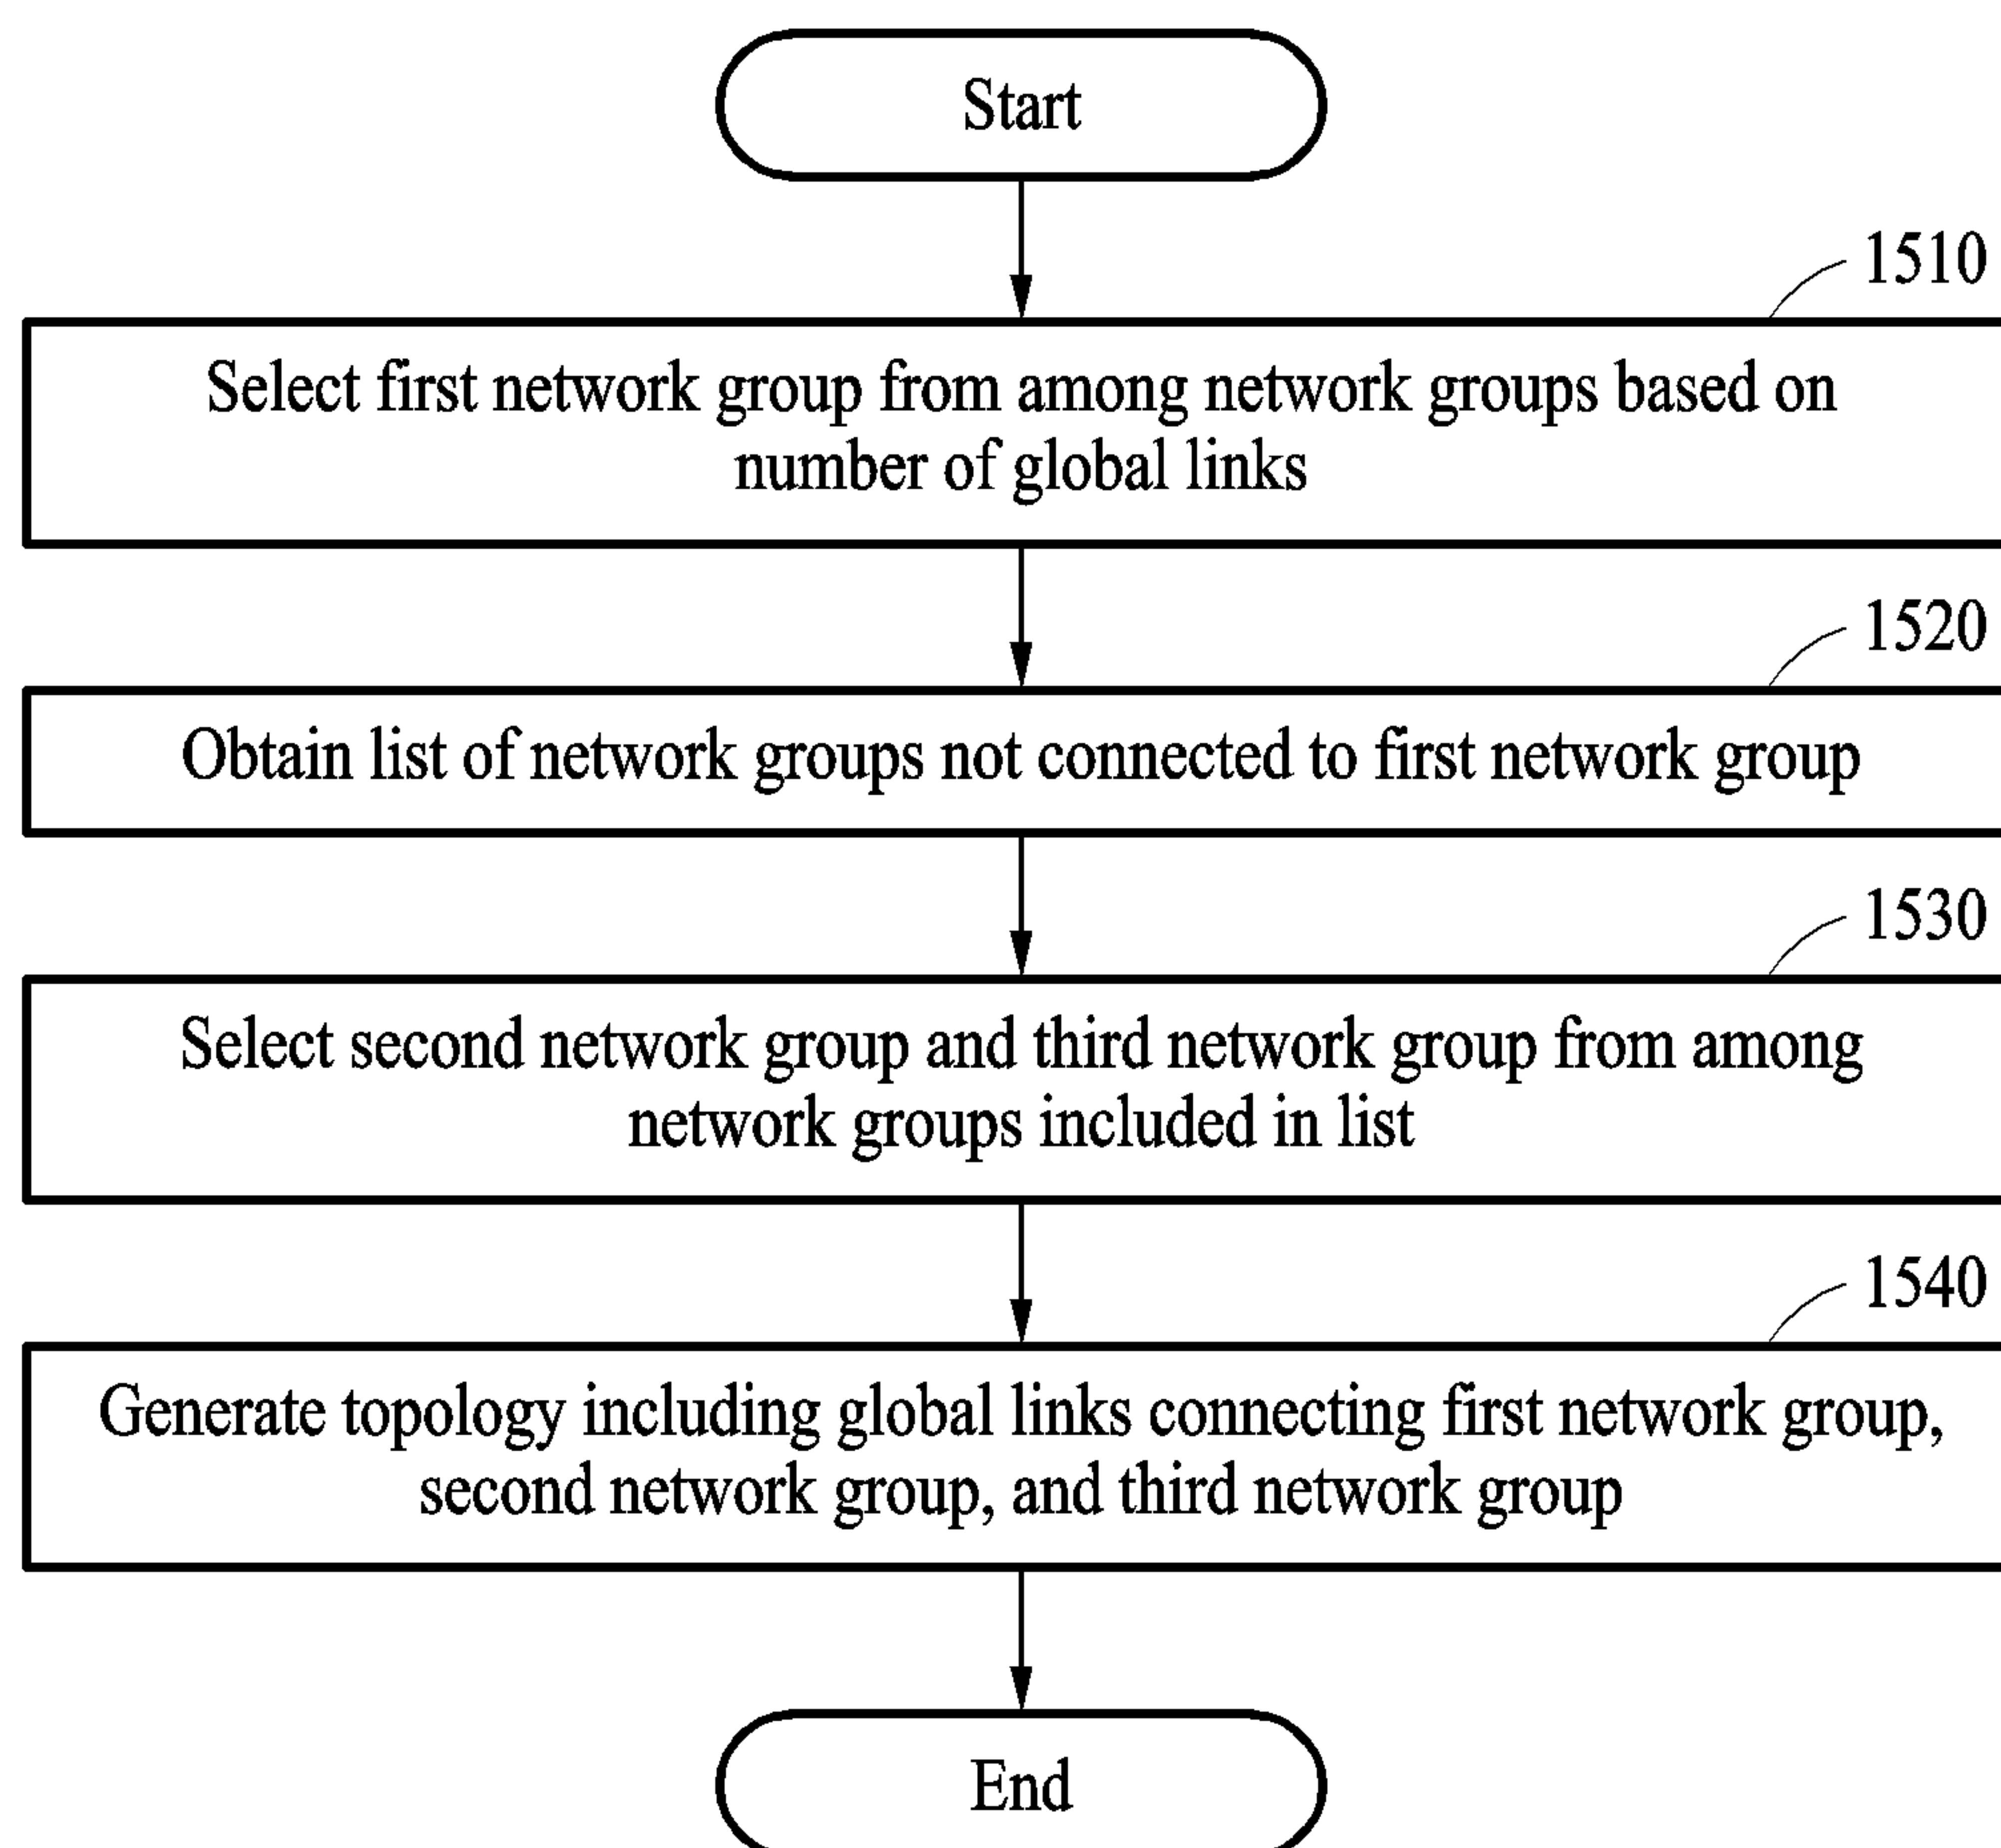 Start
1510
Select first network group from among network groups based on
number of global links
1520
Obtain list of network groups not connected to first network group
1530
Select second network group and third network group from among
network groups included in list
1540
Generate topology including global links connecting first network group,
second network group, and third network group
End